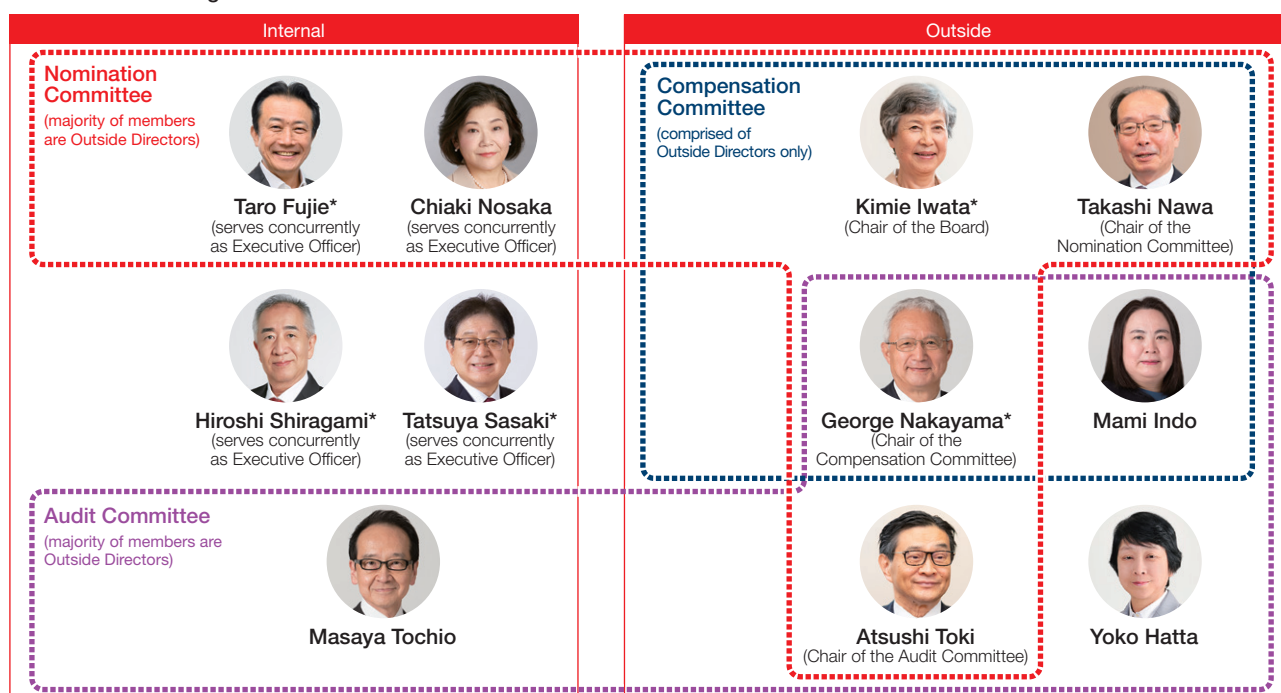 Internal
Outside
Nomination
Committee
(majority of members
are Outside Directors)
Taro Fujie*
(serves concurrently
as Executive Officer)
Chiaki Nosaka
(serves concurrently
as Executive Officer)
Compensation
Committee
(comprised of
Outside Directors only)
Kimie Iwata*
(Chair of the Board)
Takashi Nawa
(Chair of the
Nomination Committee)
Hiroshi Shiragami*
(serves concurrently
as Executive Officer)
Tatsuya Sasaki*
(serves concurrently
as Executive Officer)
George Nakayama*
(Chair of the
Compensation Committee)
Mami Indo
Audit Committee
(majority of members are
Outside Directors)
Masaya Tochio
Atsushi Toki
(Chair of the Audit Committee)
Yoko Hatta